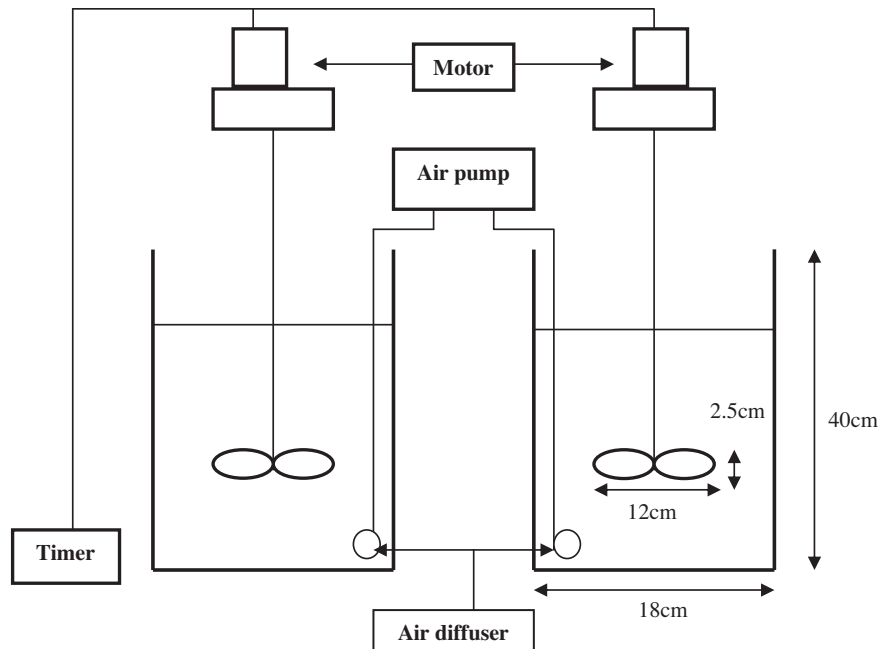 Motor
Air pump
2.5cm
40cm
12cm
Timer
18cm
Air diffuser